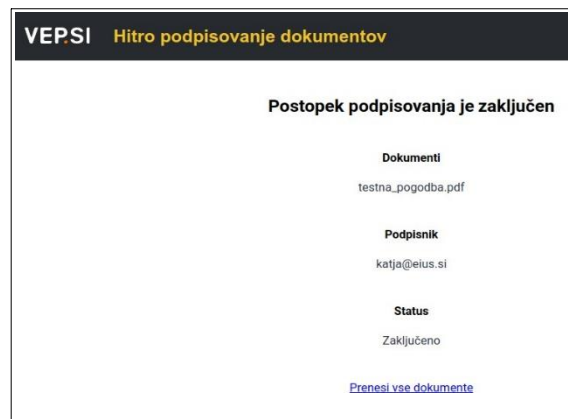 VEP.SI Hitro podpisovanje dokumentov
Postopek podpisovanja je zaključen
Dokumenti
testna_pogodba.pdf
Podpisnik
katja@eius.si
Status
Zaključeno
Prenesi vse dokumente